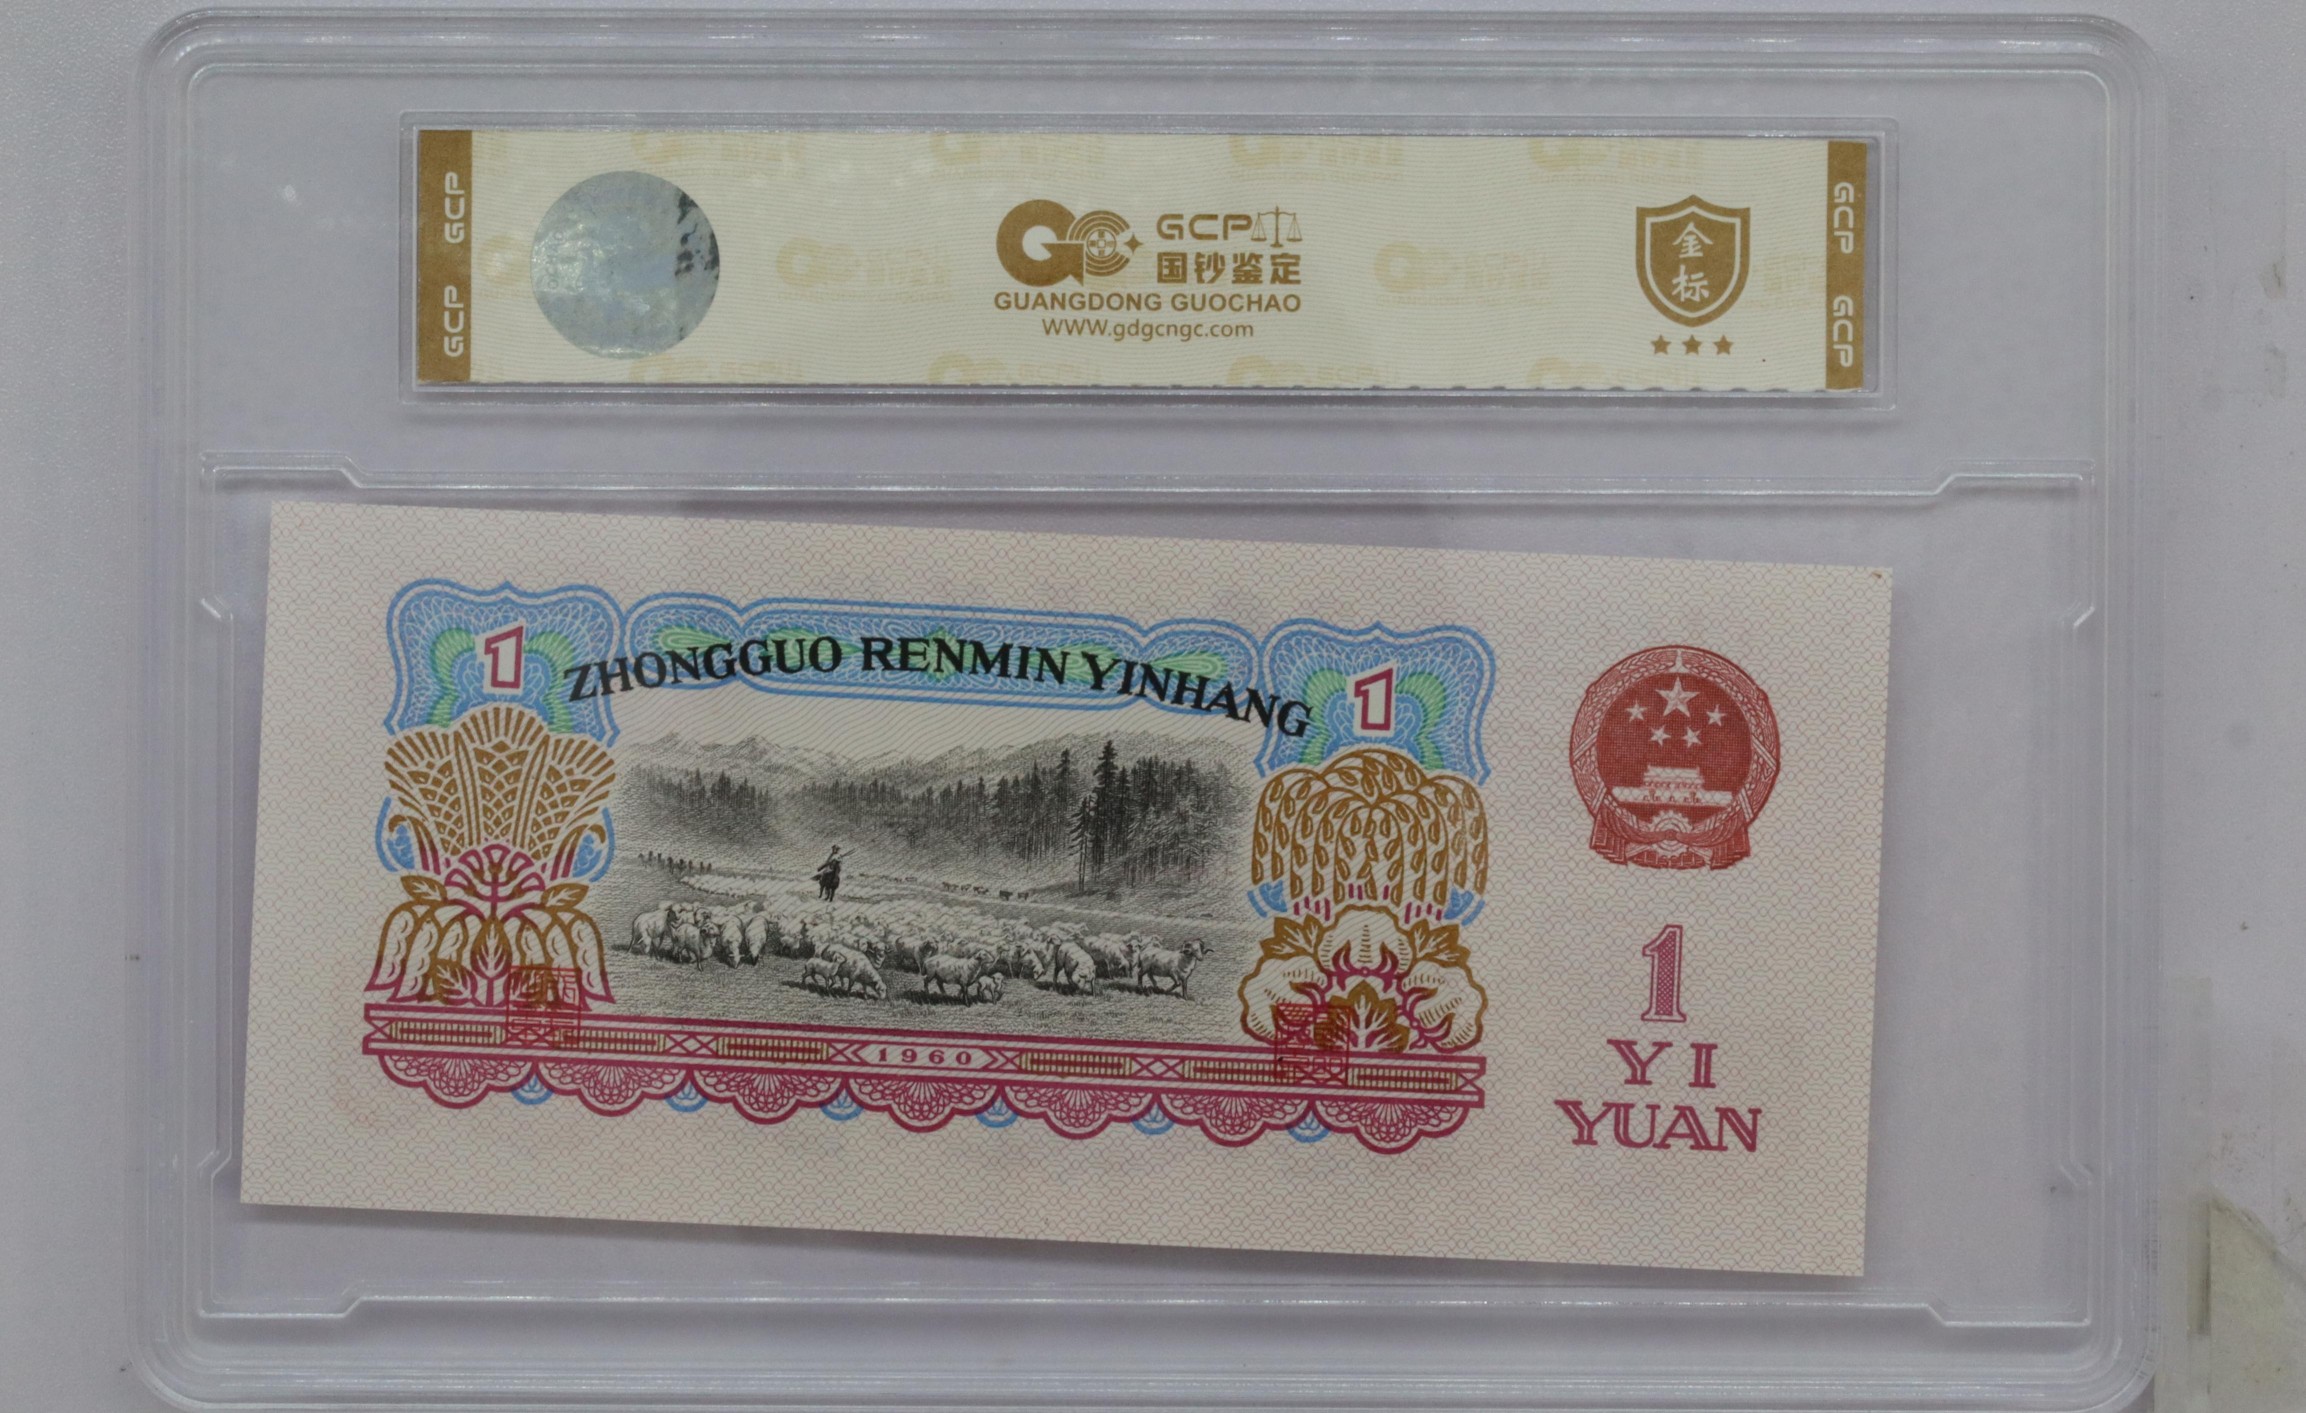 GCP
GCP
GCP
国钞鉴定
GUANGDONG GUOCHAO
WWW.gdgcngc.com
金
标
GCP
GCP
1
ZHONGGUO RENMIN YINHANG
1
1960
1
YI
YUAN